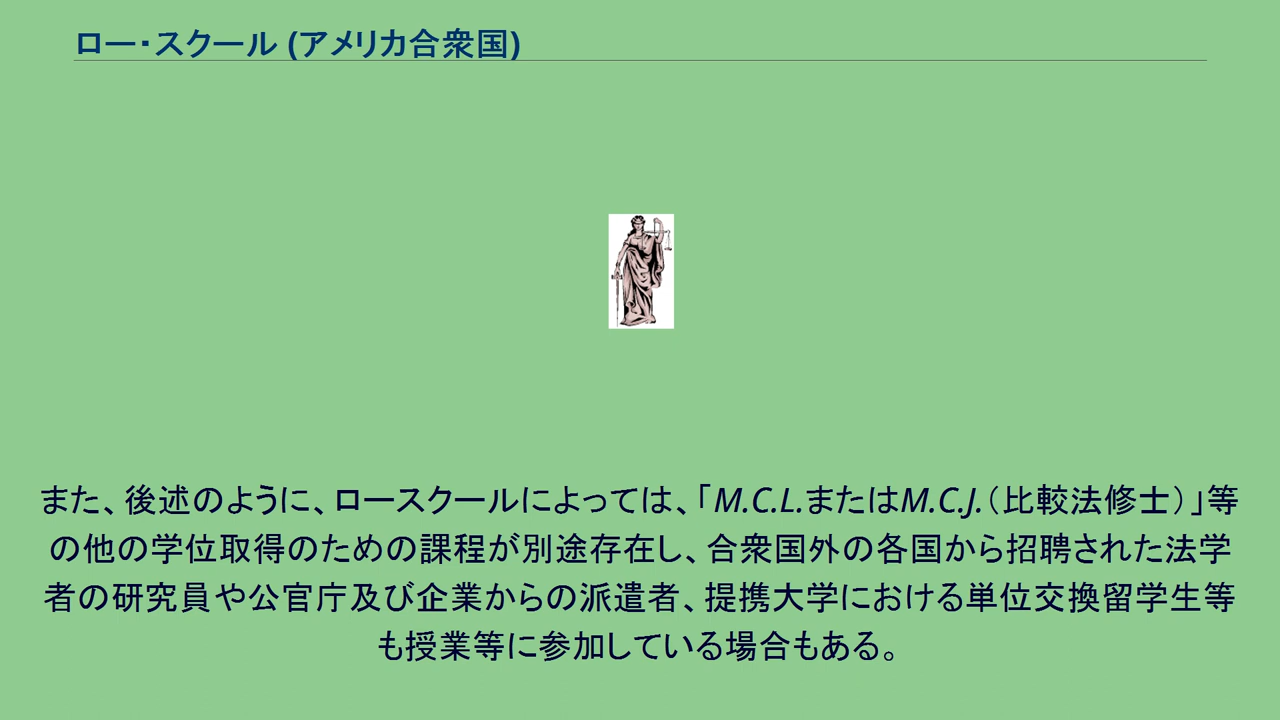 ロー・スクール (アメリカ合衆国)
また、後述のように、ロースクールによっては、「M.C.L.またはM.C.J.（比較法修士）」等
の他の学位取得のための課程が別途存在し、合衆国外の各国から招聘された法学
者の研究員や公官庁及び企業からの派遣者、提携大学における単位交換留学生等
も授業等に参加している場合もある。